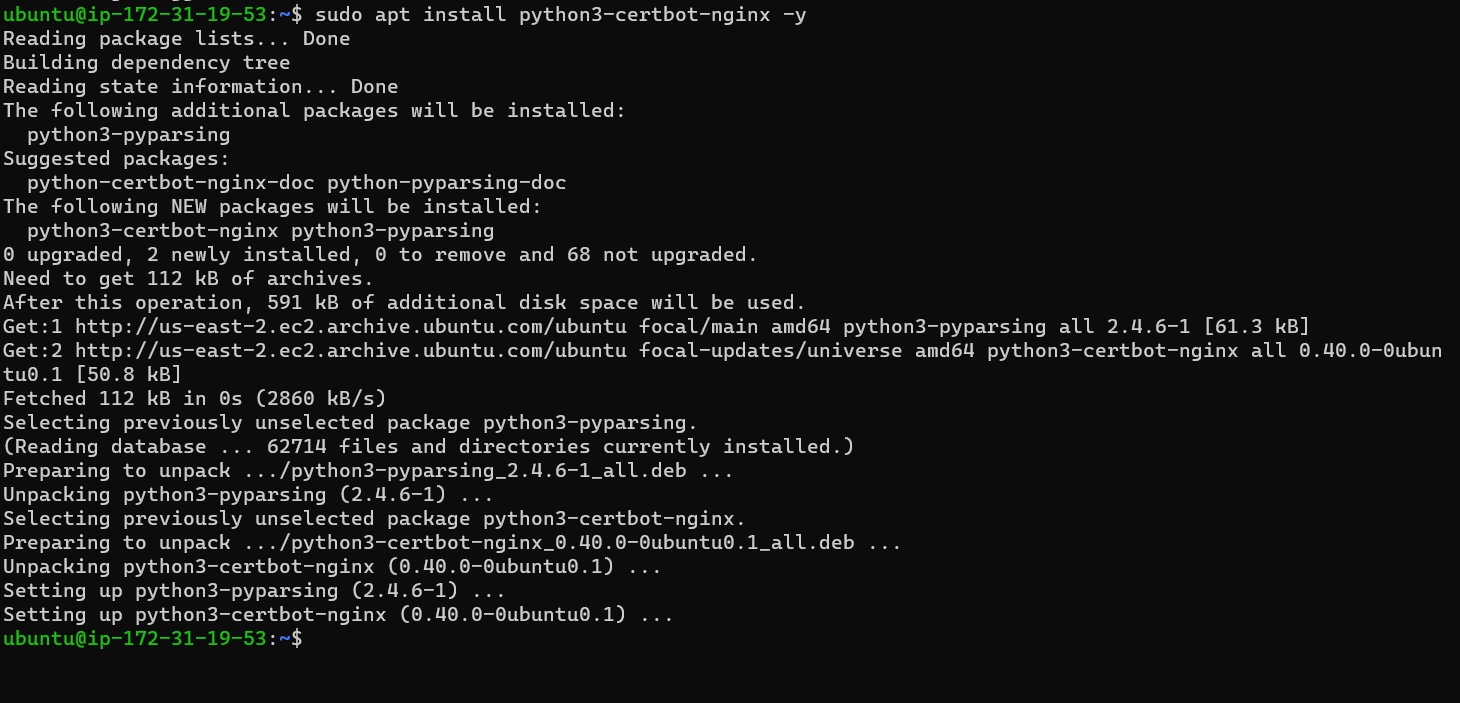 ubuntu@ip-172-31-19-53:~$ sudo apt install python3-certbot-nginx -y
Reading package lists... Done
Building dependency tree
Reading state information... Done
The following additional packages will be installed:
  python3-pyparsing
Suggested packages:
  python-certbot-nginx-doc python-pyparsing-doc
The following NEW packages will be installed:
  python3-certbot-nginx python3-pyparsing
0 upgraded, 2 newly installed, 0 to remove and 68 not upgraded.
Need to get 112 kB of archives.
After this operation, 591 kB of additional disk space will be used.
Get:1 http://us-east-2.ec2.archive.ubuntu.com/ubuntu focal/main amd64 python3-pyparsing all 2.4.6-1 [61.3 kB]
Get:2 http://us-east-2.ec2.archive.ubuntu.com/ubuntu focal-updates/universe amd64 python3-certbot-nginx all 0.40.0-0ubun
tu0.1 [50.8 kB]
Fetched 112 kB in 0s (2860 kB/s)
Selecting previously unselected package python3-pyparsing.
(Reading database ... 62714 files and directories currently installed.)
Preparing to unpack .../python3-pyparsing_2.4.6-1_all.deb ...
Unpacking python3-pyparsing (2.4.6-1) ...
Selecting previously unselected package python3-certbot-nginx.
Preparing to unpack .../python3-certbot-nginx_0.40.0-0ubuntu0.1_all.deb ...
Unpacking python3-certbot-nginx (0.40.0-0ubuntu0.1) ...
Setting up python3-pyparsing (2.4.6-1) ...
Setting up python3-certbot-nginx (0.40.0-0ubuntu0.1) ...
ubuntu@ip-172-31-19-53:~$